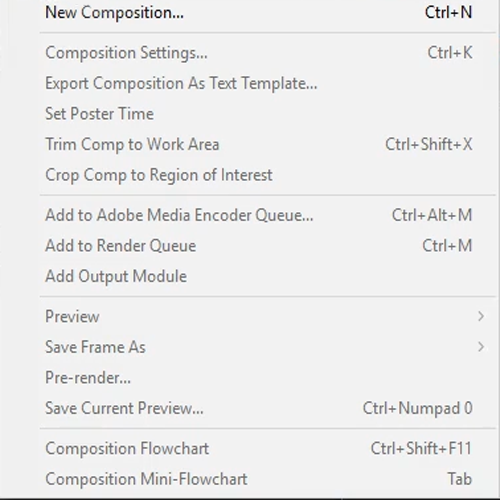 New Composition... Ctrl+N
Composition Settings... Ctrl+K
Export Composition As Text Template...
Set Poster Time
Trim Comp to Work Area Ctrl+Shift+X
Crop Comp to Region of Interest
Add to Adobe Media Encoder Queue... Ctrl+Alt+M
Add to Render Queue Ctrl+M
Add Output Module
Preview
Save Frame As
Pre-render...
Save Current Preview... Ctrl+Numpad 0
Composition Flowchart Ctrl+Shift+F11
Composition Mini-Flowchart Tab